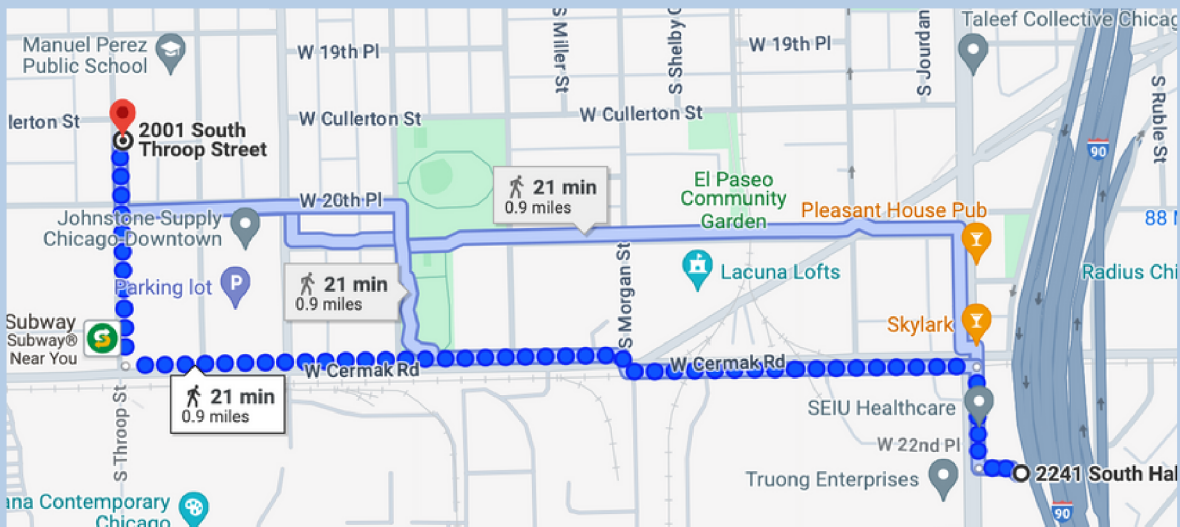 Taleef Collective Chicag
Manuel Perez
Public School
W 19th Pl
S Miller St
S Shelby C
W 19th Pl
S Jourdan
S Ruble St
llerton St
W Cullerton St
W Cullerton St
2001 South
Throop Street
90
21 min
0.9 miles
El Paseo
Community
Garden
W 20th Pl
Pleasant House Pub
Johnstone Supply
Chicago Downtown
88 M
21 min
0.9 miles
Lacuna Lofts
Radius Chi
Parking lot
P
S Morgan St
Subway
Subway®
Near You
Skylark
W Cermak Rd
W Cermak Rd
21 min
0.9 miles
S Throop St
SEIU Healthcare
W 22nd Pl
Truong Enterprises
2241 South Hal
ana Contemporary
Chicago
90